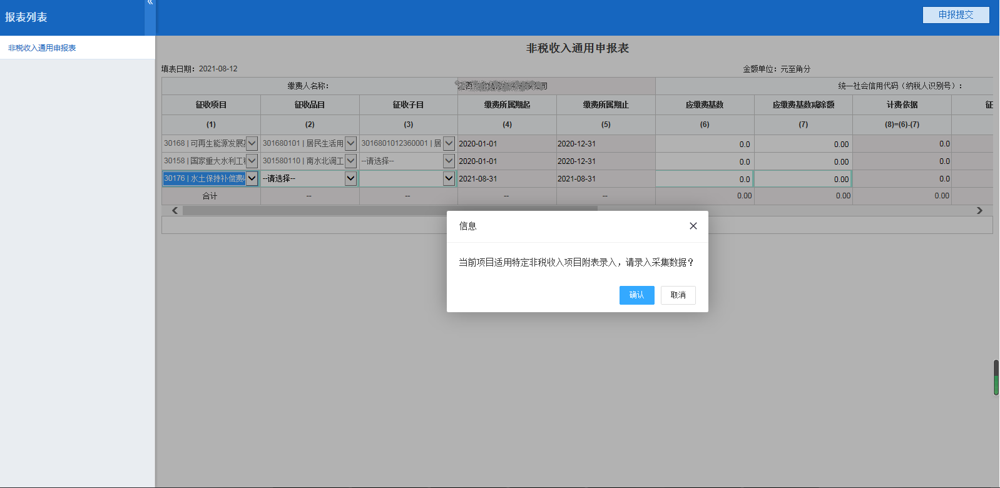 «
报表列表
申报提交
非税收入通用申报表
非税收入通用申报表
填表日期：2021-08-12 金额单位：元至角分
缴费人名称： 统一社会信用代码（纳税人识别号）：
征收项目 征收品目 征收子目 缴费所属期起 缴费所属期止 应缴费基数 应缴费基数减除额 计费依据 征
(1) (2) (3) (4) (5) (6) (7) (8)=(6)-(7)
30168 | 可再生能源发展 301680101 | 居民生活用 3016801012360001 | 居 2020-01-01 2020-12-31 0.0 0.00 0.0
30158 | 国家重大水利工 301580110 | 南水北调工 --请选择-- 2020-01-01 2020-12-31 0.0 0.00 0.0
30176 | 水土保持补偿费 --请选择-- 2021-08-31 2021-08-31 0.0 0.00 0.0
合计 -- -- -- -- 0.00 0.00 0.00
信息
当前项目适用特定非税收入项目附表录入，请录入采集数据？
确认 取消